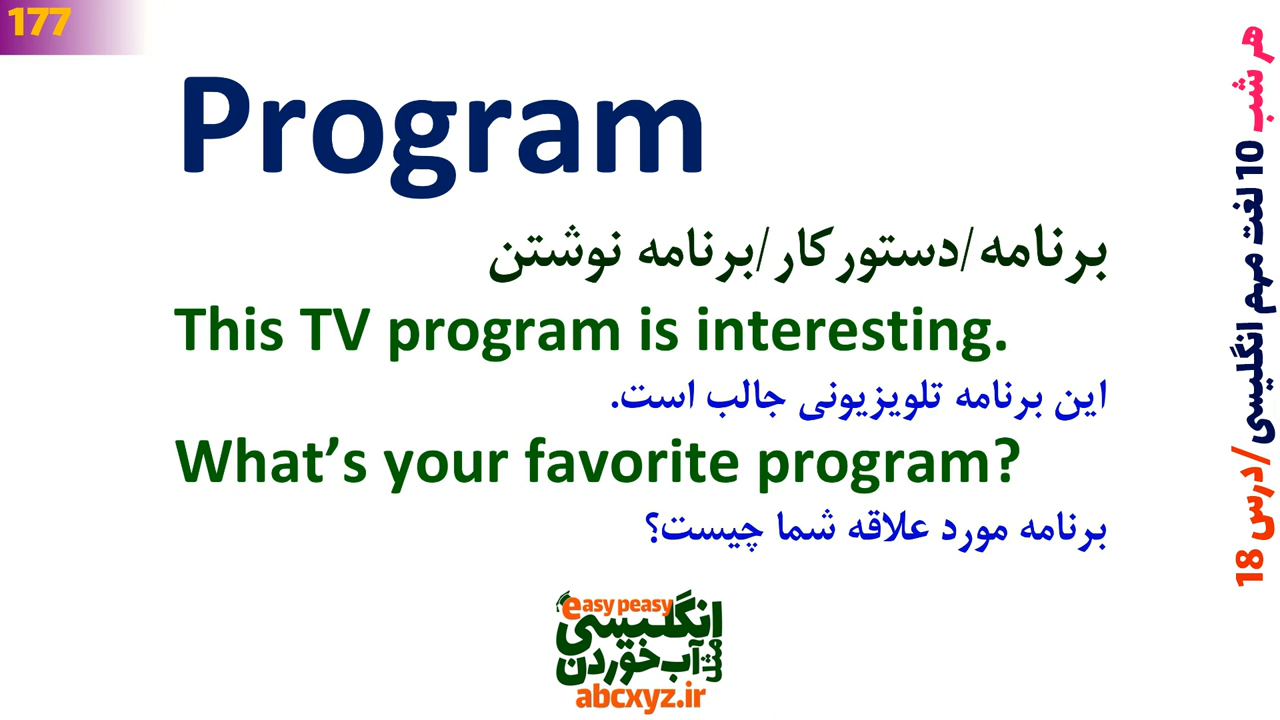 177
Program
برنامه/دستورکار/برنامه نوشتن
This TV program is interesting.
این برنامه تلویزیونی جالب است.
What’s your favorite program?
برنامه مورد علاقه شما چیست؟
هر شب 10 لغت مهم انگلیسی/درس 18
easy peasy
انگلیسی
مثل آب خوردن
abcxyz.ir